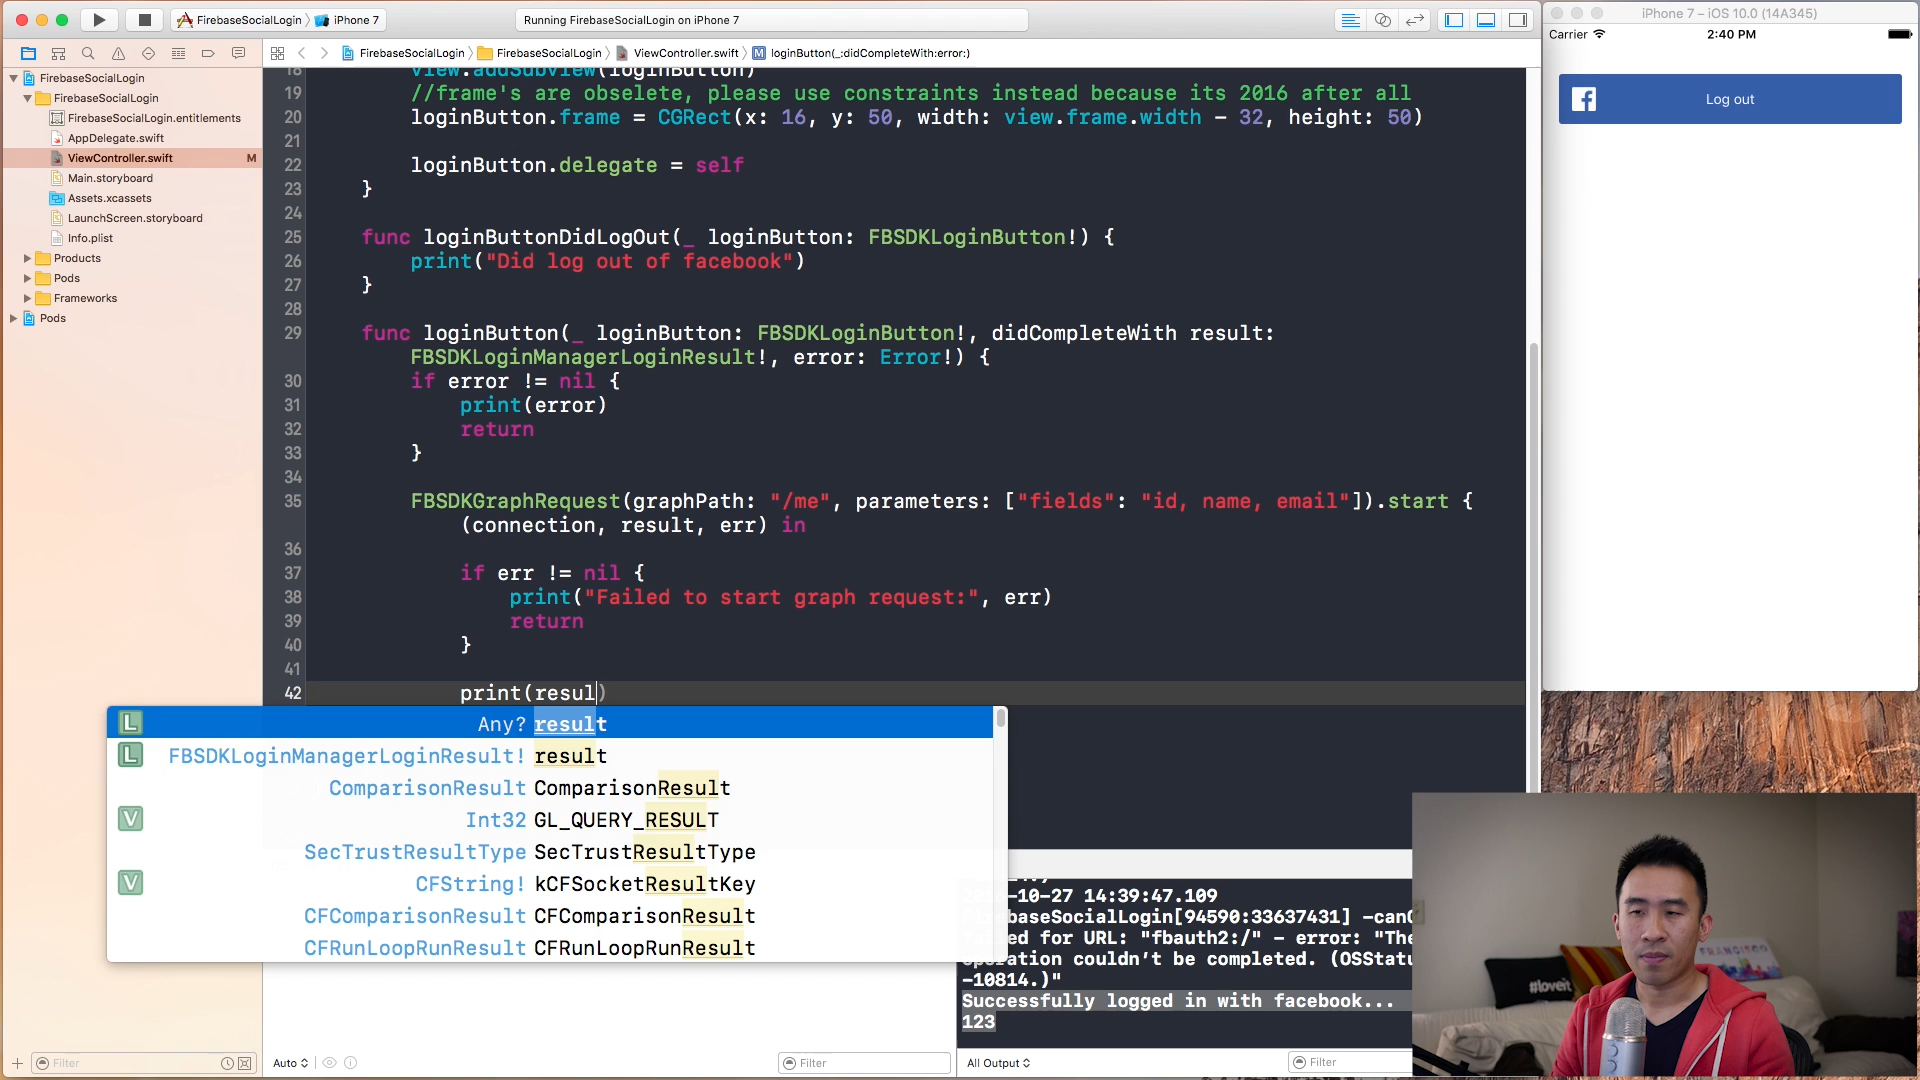 FirebaseSocialLogin
iPhone 7
Running FirebaseSocialLogin on iPhone 7
iPhone 7 – iOS 10.0 (14A345)
Carrier
2:40 PM
Log out
FirebaseSocialLogin
FirebaseSocialLogin
ViewController.swift
M
loginButton(_:didCompleteWith:error:)
FirebaseSocialLogin
FirebaseSocialLogin
FirebaseSocialLogin.entitlements
AppDelegate.swift
ViewController.swift
M
Main.storyboard
Assets.xcassets
LaunchScreen.storyboard
Info.plist
Products
Pods
Frameworks
Pods
18 view.addSubview(loginButton)
19 //frame's are obselete, please use constraints instead because its 2016 after all
20 loginButton.frame = CGRect(x: 16, y: 50, width: view.frame.width - 32, height: 50)
21
22 loginButton.delegate = self
23 }
24
25 func loginButtonDidLogOut(_ loginButton: FBSDKLoginButton!) {
26 print("Did log out of facebook")
27 }
28
29 func loginButton(_ loginButton: FBSDKLoginButton!, didCompleteWith result:
FBSDKLoginManagerLoginResult!, error: Error!) {
30 if error != nil {
31 print(error)
32 return
33 }
34
35 FBSDKGraphRequest(graphPath: "/me", parameters: ["fields": "id, name, email"]).start {
(connection, result, err) in
36
37 if err != nil {
38 print("Failed to start graph request:", err)
39 return
40 }
41
42 print(resul)
L Any? result
L FBSDKLoginManagerLoginResult! result
ComparisonResult ComparisonResult
V Int32 GL_QUERY_RESULT
SecTrustResultType SecTrustResultType
V CFString! kCFSocketResultKey
CFComparisonResult CFComparisonResult
CFRunLoopRunResult CFRunLoopRunResult
-10-27 14:39:47.109
baseSocialLogin[94590:33637431]
for URL: "fbauth2:/" - error: "The
couldn't be completed. (OSStatu
-10814.)"
Successfully logged in with facebook...
123
Filter
Auto
Filter
All Output
Filter
#loveit
FRANCISCO